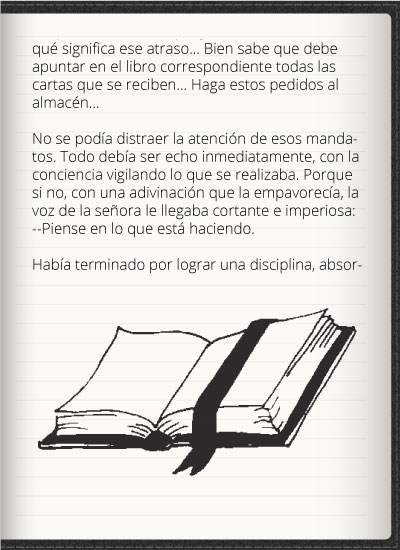 qué significa ese atraso... Bien sabe que debe
apuntar en el libro correspondiente todas las
cartas que se reciben... Haga estos pedidos al
almacén...
No se podía distraer la atención de esos manda-
tos. Todo debía ser echo inmediatamente, con la
conciencia vigilando lo que se realizaba. Porque
si no, con una adivinación que la empavorecía, la
voz de la señora le llegaba cortante e imperiosa:
--Piense en lo que está haciendo.
Había terminado por lograr una disciplina, absor-